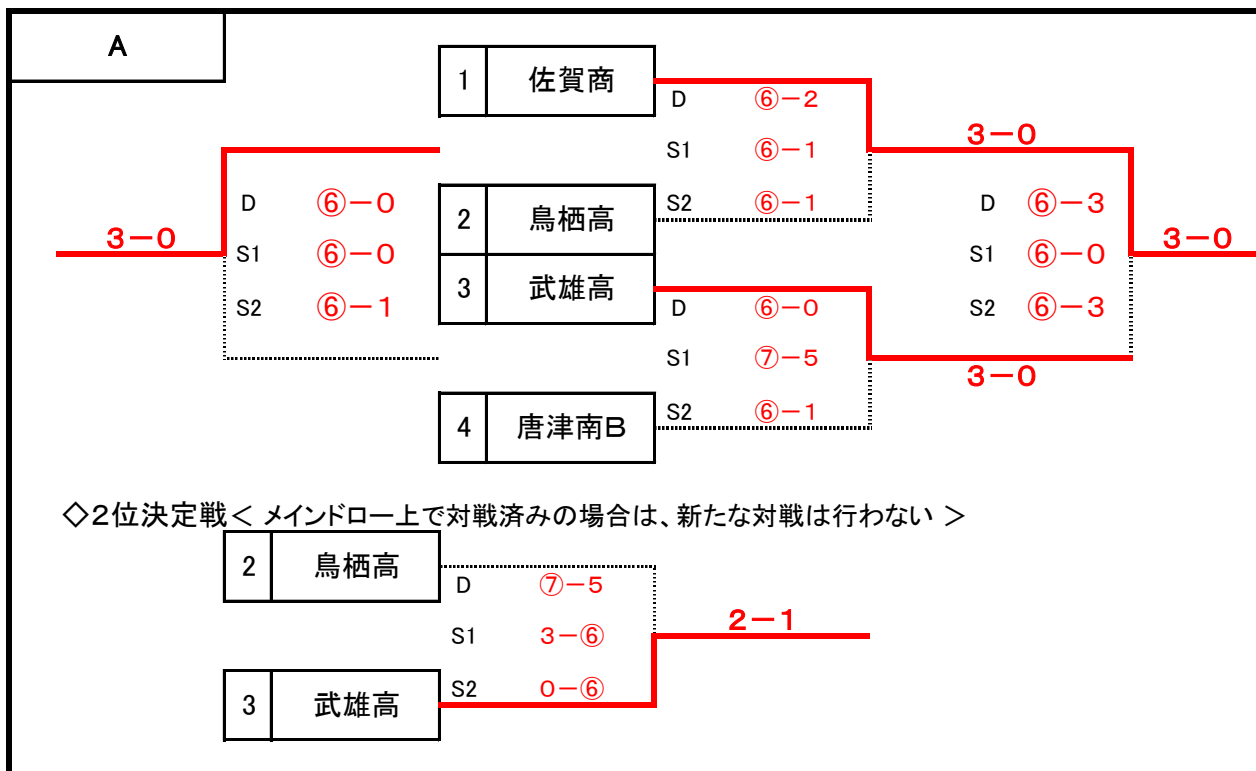 A
1 佐賀商
D ⑥－2
S1 ⑥－1
S2 ⑥－1
3－0
2 鳥栖高
D ⑥－0
S1 ⑥－0
S2 ⑥－1
3－0
D ⑥－3
S1 ⑥－0
S2 ⑥－3
3－0
3 武雄高
D ⑥－0
S1 ⑦－5
S2 ⑥－1
3－0
4 唐津南B
◇2位決定戦＜ メインドロー上で対戦済みの場合は、新たな対戦は行わない ＞
2 鳥栖高
D ⑦－5
S1 3－⑥
S2 0－⑥
2－1
3 武雄高